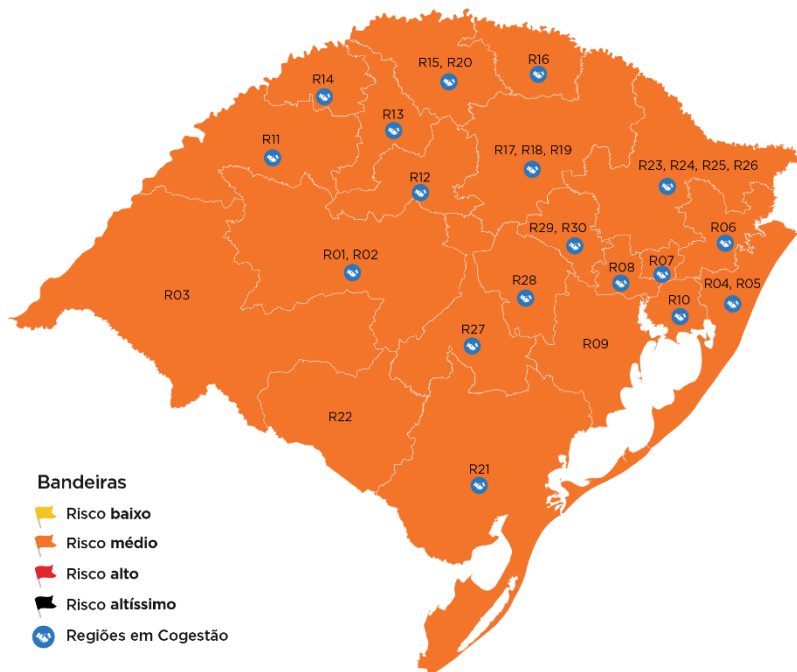 R16
R15, R20
R14
R13
R17, R18, R19
R11
R23, R24, R25, R26
R12
R29, R30
R06
R01, R02
R08
R07
R28
R04, R05
R03
R10
R27
R09
R22
R21
Bandeiras
Risco baixo
Risco médio
Risco alto
Risco altíssimo
Regiões em Cogestão